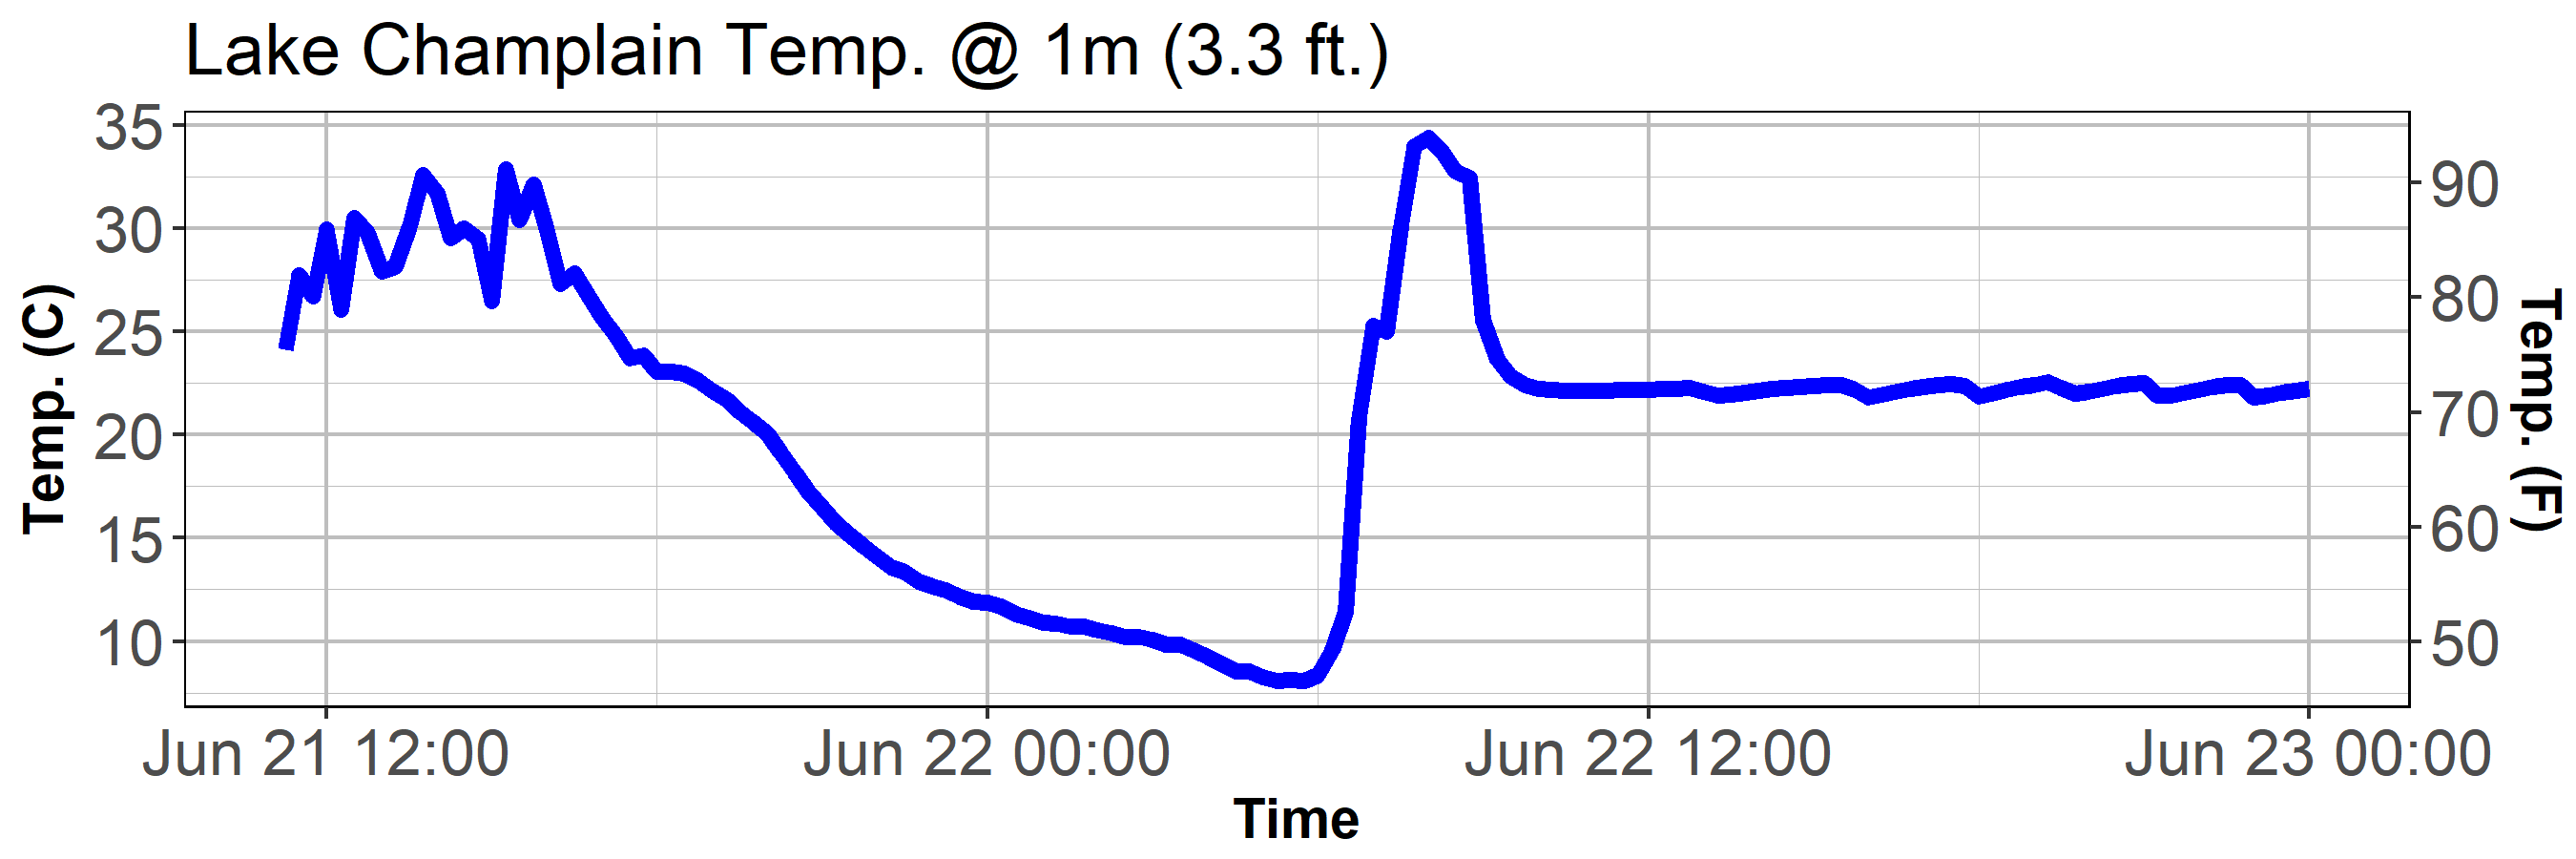 Lake Champlain Temp. @ 1m (3.3 ft.)
Temp. (C)
35
30
25
20
15
10
90
80
70
60
50
Temp. (F)
Jun 21 12:00
Jun 22 00:00
Jun 22 12:00
Jun 23 00:00
Time